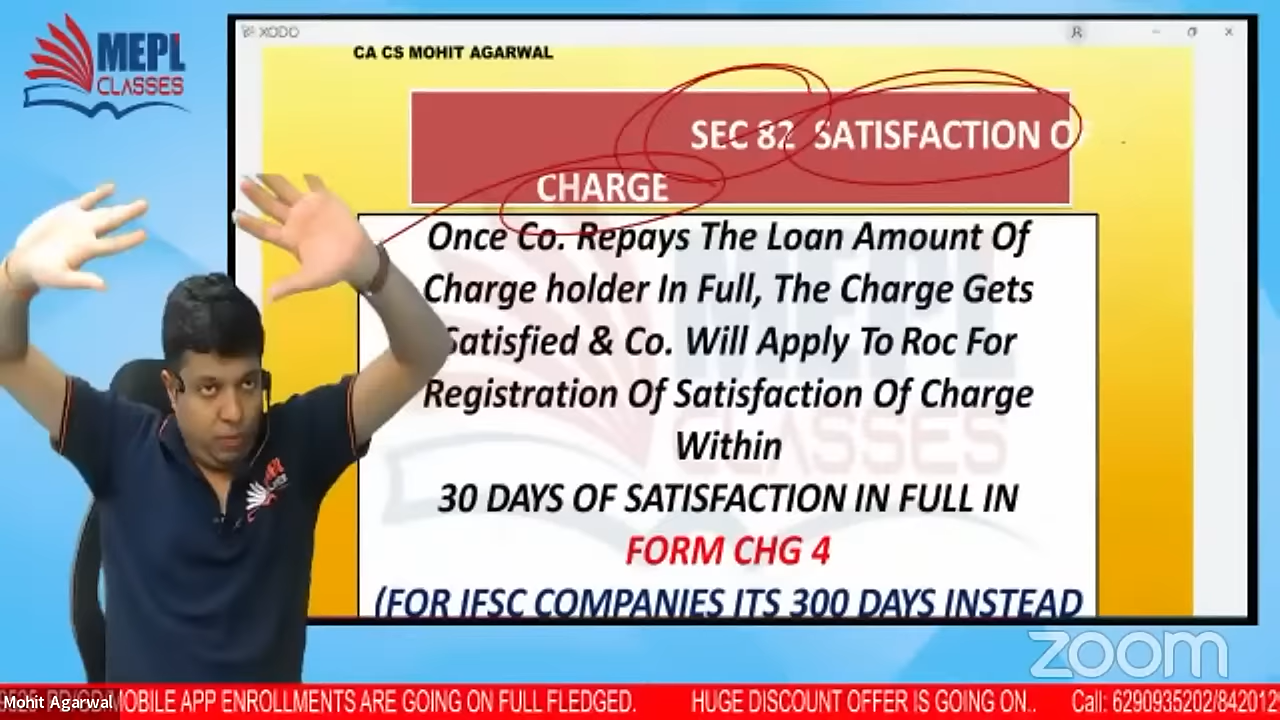 MEPL
CLASSES
XODO
CA CS MOHIT AGARWAL
SEC 82 SATISFACTION OF
CHARGE
Once Co. Repays The Loan Amount Of
Charge holder In Full, The Charge Gets
Satisfied & Co. Will Apply To Roc For
Registration Of Satisfaction Of Charge
Within
30 DAYS OF SATISFACTION IN FULL IN
FORM CHG 4
(FOR IFSC COMPANIES ITS 300 DAYS INSTEAD
MEPL
CLASSES
zoom
MOBILE APP ENROLLMENTS ARE GOING ON FULL FLEDGED. HUGE DISCOUNT OFFER IS GOING ON.. Call: 6290935202/842012
Mohit Agarwal